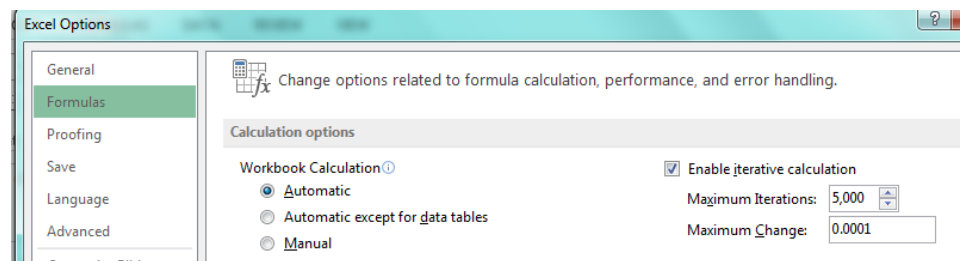 Excel Options
?
General
Formulas
Proofing
Save
Language
Advanced
fx Change options related to formula calculation, performance, and error handling.
Calculation options
Workbook Calculation
Automatic
Automatic except for data tables
Manual
Enable iterative calculation
Maximum Iterations: 5,000
Maximum Change: 0.0001